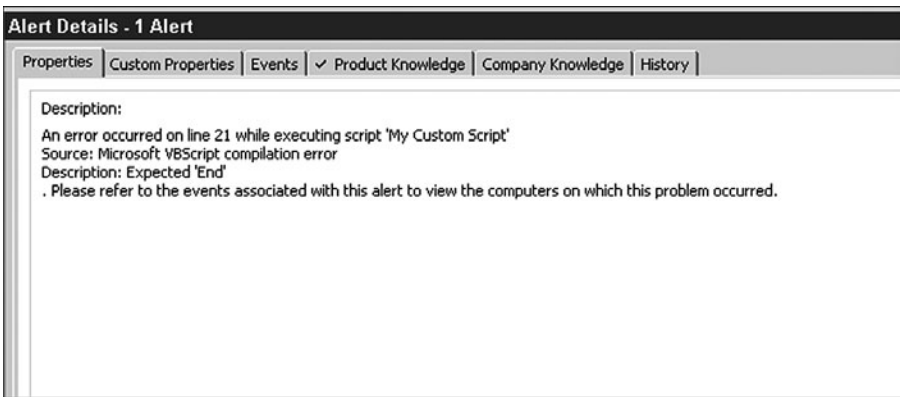 Alert Details - 1 Alert
Properties Custom Properties Events ✓ Product Knowledge Company Knowledge History
Description:
An error occurred on line 21 while executing script 'My Custom Script'
Source: Microsoft VBScript compilation error
Description: Expected 'End'
. Please refer to the events associated with this alert to view the computers on which this problem occurred.